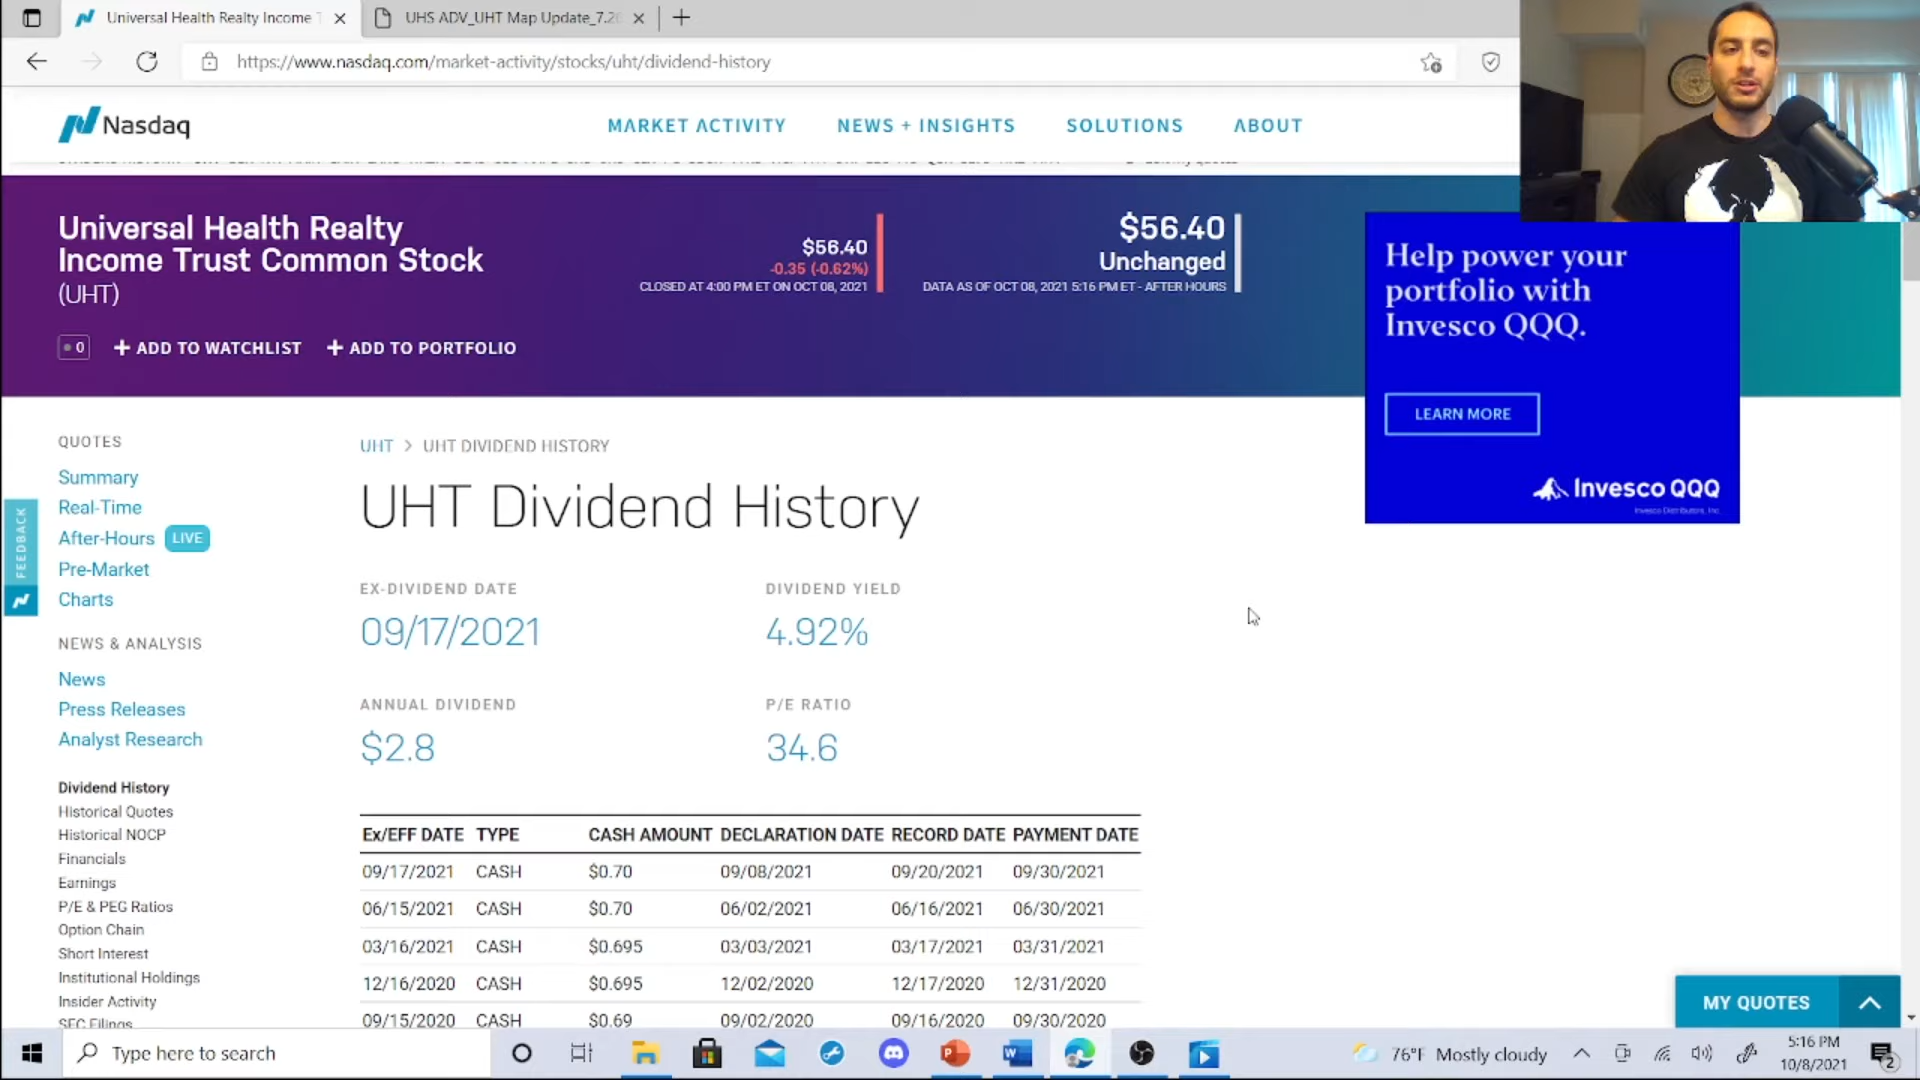 Universal Health Realty Income T
UHS ADV_UHT Map Update_7.20
https://www.nasdaq.com/market-activity/stocks/uht/dividend-history
Nasdaq
MARKET ACTIVITY
NEWS + INSIGHTS
SOLUTIONS
ABOUT
Universal Health Realty
Income Trust Common Stock
(UHT)
$56.40
-0.35 (-0.62%)
CLOSED AT 4:00 PM ET ON OCT 08, 2021
$56.40
Unchanged
DATA AS OF OCT 08, 2021 5:16 PM ET - AFTER HOURS
0
+ ADD TO WATCHLIST
+ ADD TO PORTFOLIO
Help power your
portfolio with
Invesco QQQ.
LEARN MORE
Invesco QQQ
Invesco Distributors, Inc.
FEEDBACK
QUOTES
Summary
Real-Time
After-Hours LIVE
Pre-Market
Charts
NEWS & ANALYSIS
News
Press Releases
Analyst Research
Dividend History
Historical Quotes
Historical NOCP
Financials
Earnings
P/E & PEG Ratios
Option Chain
Short Interest
Institutional Holdings
Insider Activity
SEC Filings
UHT > UHT DIVIDEND HISTORY
UHT Dividend History
EX-DIVIDEND DATE
09/17/2021
DIVIDEND YIELD
4.92%
ANNUAL DIVIDEND
$2.8
P/E RATIO
34.6
Ex/EFF DATE TYPE CASH AMOUNT DECLARATION DATE RECORD DATE PAYMENT DATE
09/17/2021 CASH $0.70 09/08/2021 09/20/2021 09/30/2021
06/15/2021 CASH $0.70 06/02/2021 06/16/2021 06/30/2021
03/16/2021 CASH $0.695 03/03/2021 03/17/2021 03/31/2021
12/16/2020 CASH $0.695 12/02/2020 12/17/2020 12/31/2020
09/15/2020 CASH $0.69 09/02/2020 09/16/2020 09/30/2020
MY QUOTES
Type here to search
76°F Mostly cloudy
5:16 PM
10/8/2021
2